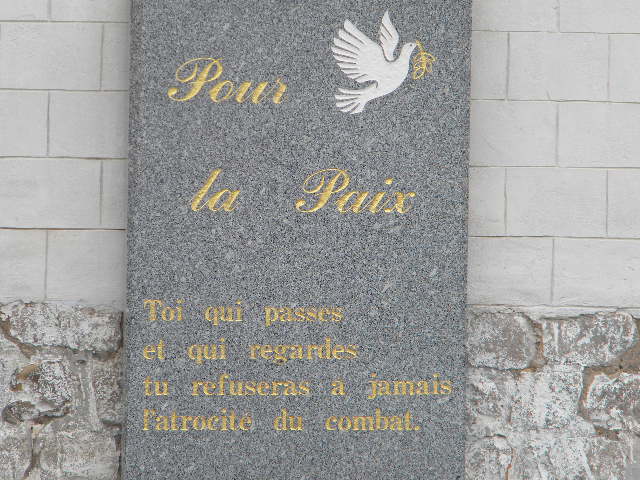 Pour
la Paix
Toi qui passes
et qui regardes
tu refuseras à jamais
l'atrocité du combat.